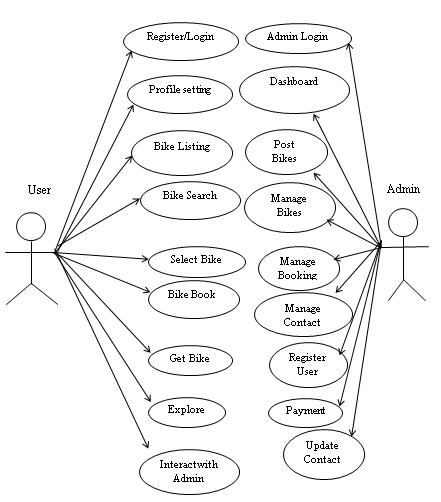 Register/Login
Admin Login
Profile setting
Dashboard
Bike Listing
Post
Bikes
User
Admin
Bike Search
Manage
Bikes
Select Bike
Manage
Booking
Bike Book
Manage
Contact
Get Bike
Register
User
Explore
Payment
Interactwith
Admin
Update
Contact